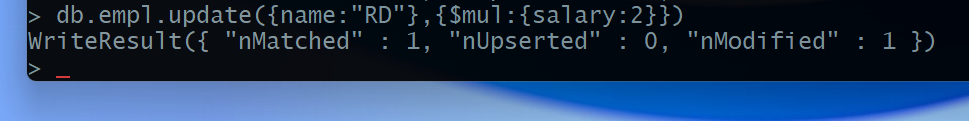 > db.empl.update({name:"RD"},{$mul:{salary:2}})
WriteResult({ "nMatched" : 1, "nUpserted" : 0, "nModified" : 1 })
> _